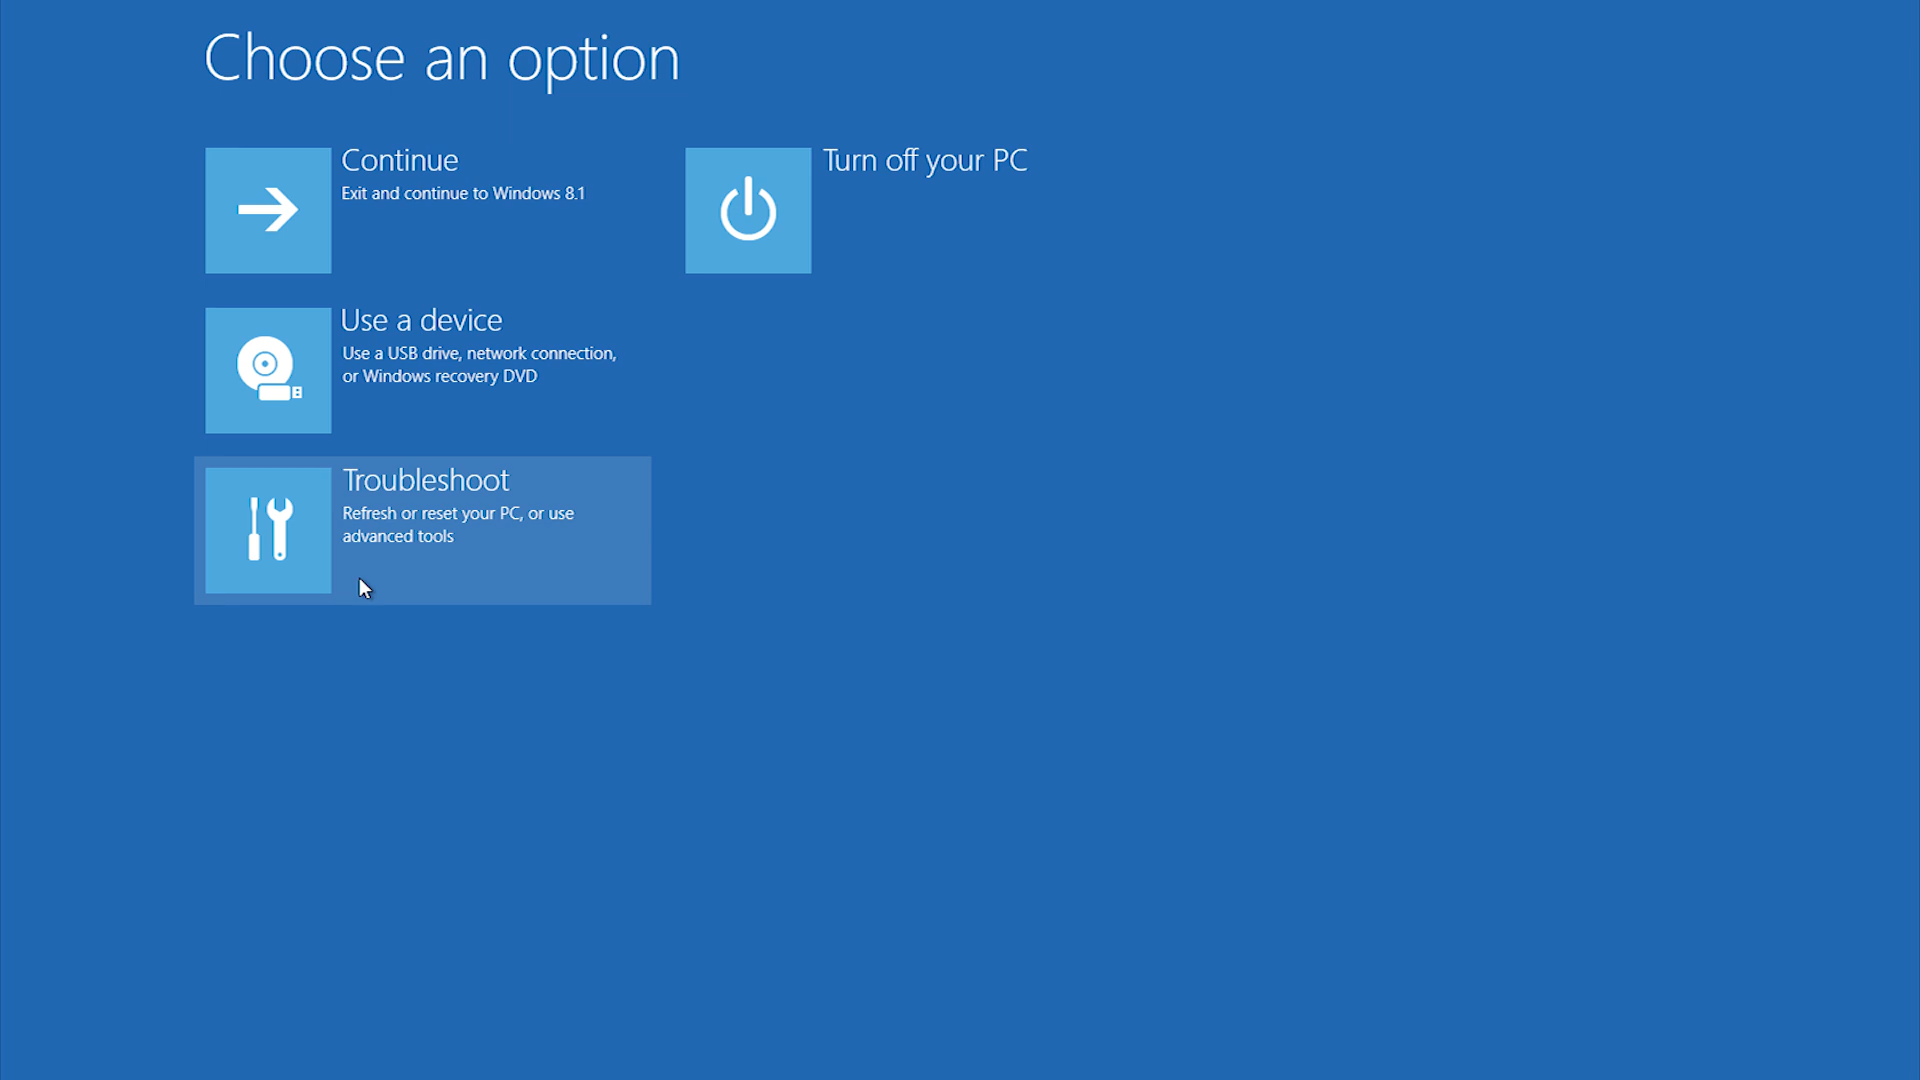 Choose an option
Continue
Exit and continue to Windows 8.1
Turn off your PC
Use a device
Use a USB drive, network connection,
or Windows recovery DVD
Troubleshoot
Refresh or reset your PC, or use
advanced tools